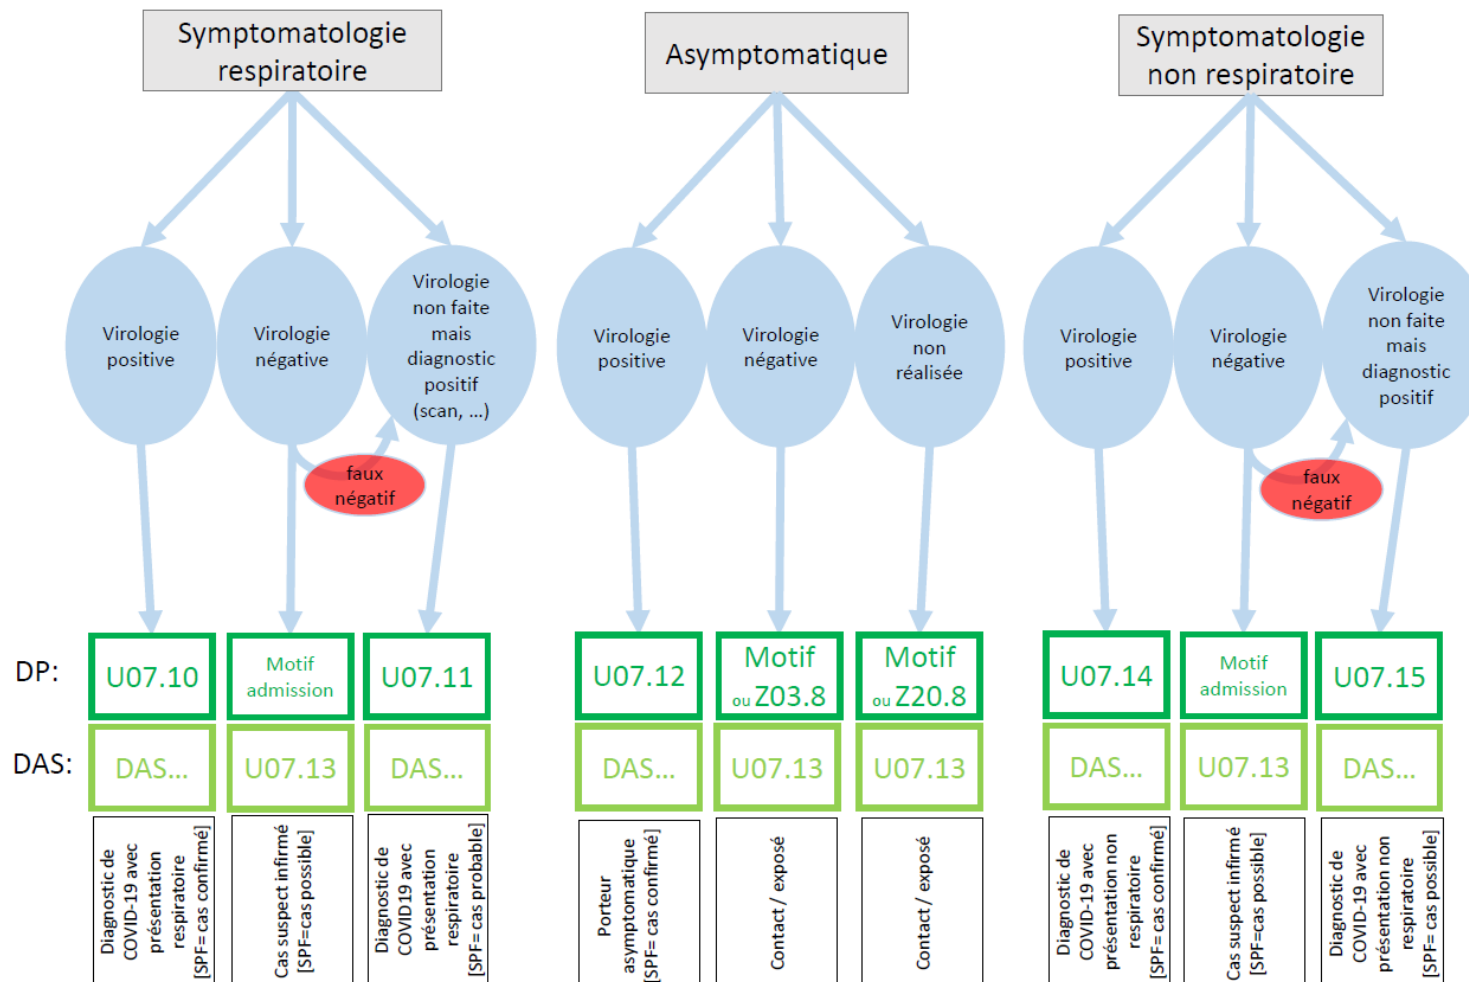 Symptomatologie
respiratoire
Asymptomatique
Symptomatologie
non respiratoire
Virologie
positive
Virologie
négative
Virologie
non faite
mais
diagnostic
positif
(scan, ...)
Virologie
positive
Virologie
négative
Virologie
non
réalisée
Virologie
positive
Virologie
négative
Virologie
non faite
mais
diagnostic
positif
faux
négatif
faux
négatif
DP:
U07.10
Motif
admission
U07.11
U07.12
Motif
ou Z03.8
Motif
ou Z20.8
U07.14
Motif
admission
U07.15
DAS:
DAS...
U07.13
DAS...
DAS...
U07.13
U07.13
DAS...
U07.13
DAS...
Diagnostic de
COVID-19 avec
présentation
respiratoire
[SPF= cas confirmé]
Cas suspect infirmé
[SPF=cas possible]
Diagnostic de
COVID19 avec
présentation
respiratoire
[SPF= cas probable]
Porteur
asymptomatique
[SPF= cas confirmé]
Contact / exposé
Contact / exposé
Diagnostic de
COVID-19 avec
présentation non
respiratoire
[SPF= cas confirmé]
Cas suspect infirmé
[SPF=cas possible]
Diagnostic de
COVID-19 avec
présentation non
respiratoire
[SPF= cas possible]